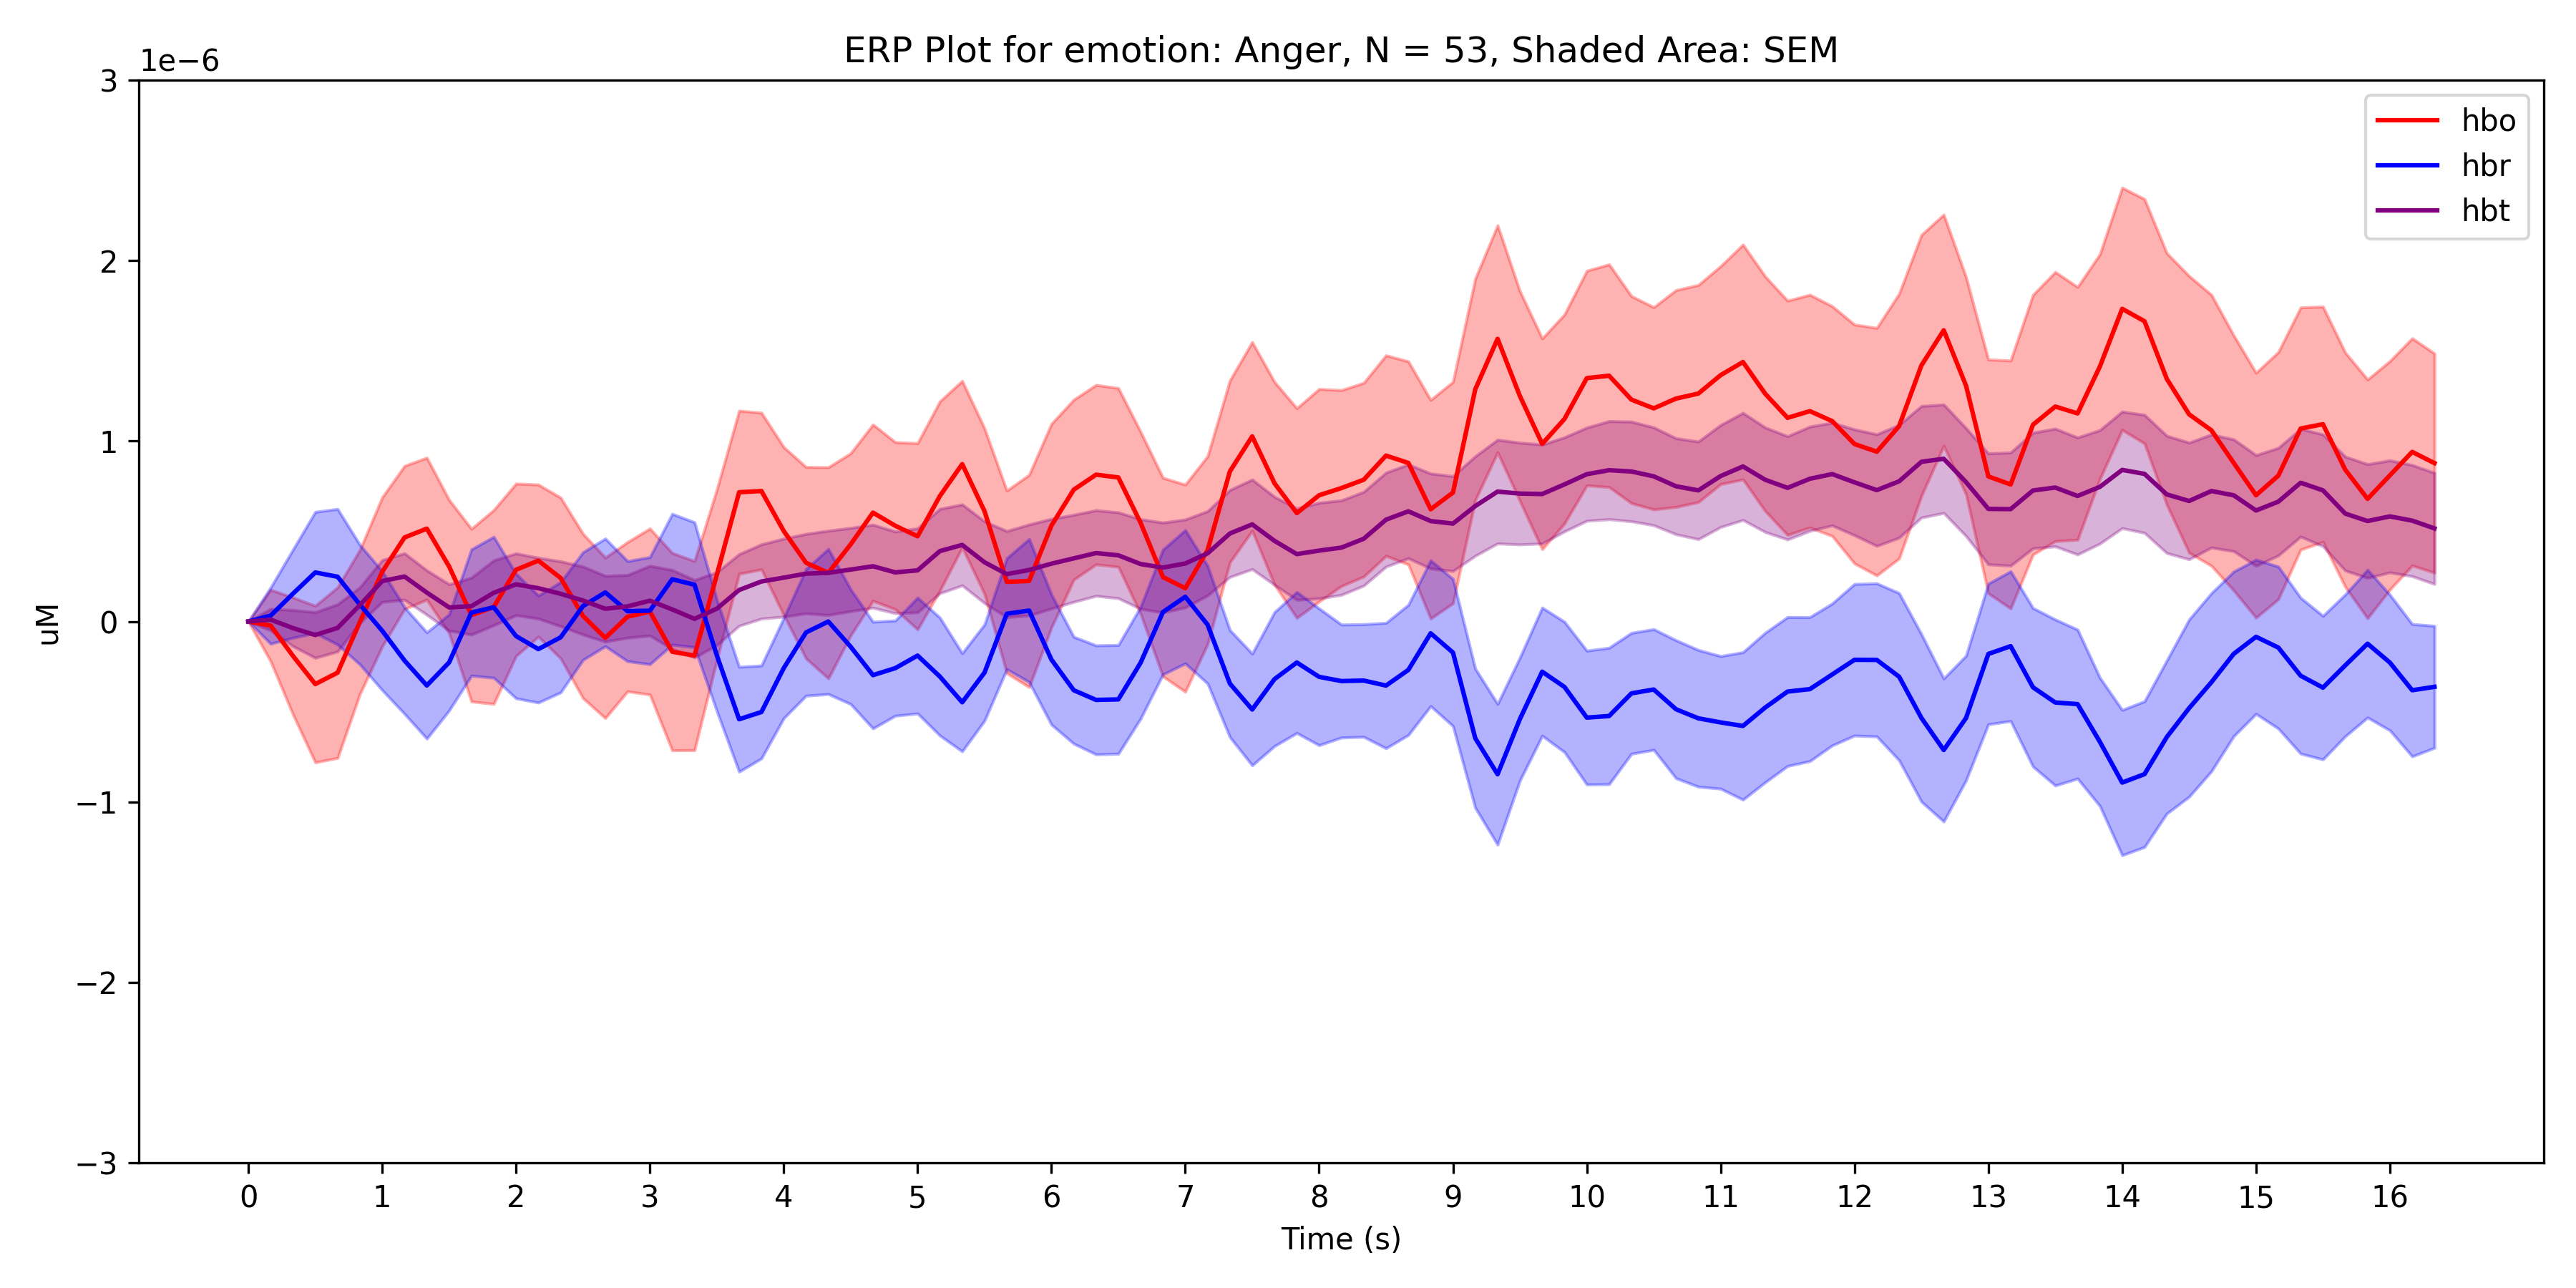 ERP Plot for emotion: Anger, N = 53, Shaded Area: SEM
1e−6
3
2
1
0
−1
−2
−3
uM
hbo
hbr
hbt
0 1 2 3 4 5 6 7 8 9 10 11 12 13 14 15 16
Time (s)